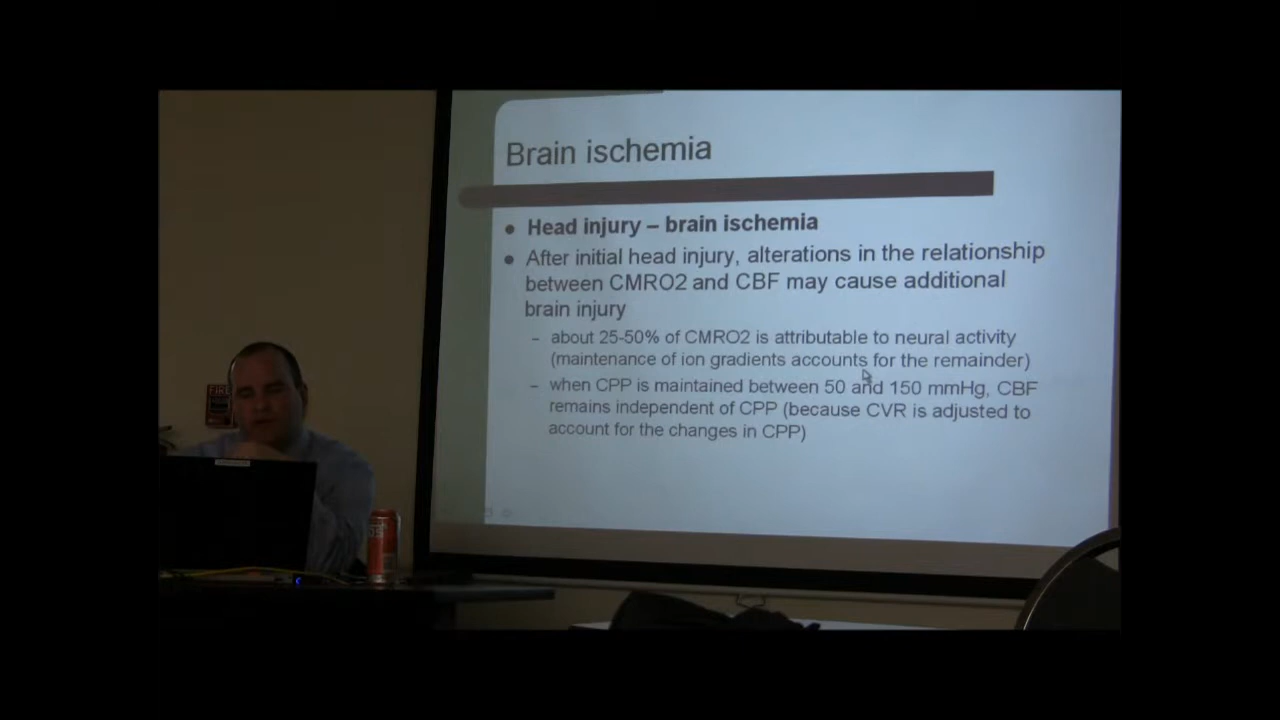 Brain ischemia
• Head injury – brain ischemia
• After initial head injury, alterations in the relationship
between CMRO2 and CBF may cause additional
brain injury
– about 25-50% of CMRO2 is attributable to neural activity
(maintenance of ion gradients accounts for the remainder)
– when CPP is maintained between 50 and 150 mmHg, CBF
remains independent of CPP (because CVR is adjusted to
account for the changes in CPP)
FIRE